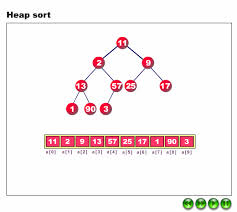 Heap sort
11
2 9
13 57 25 17
1 90 3
11 2 9 13 57 25 17 1 90 3
a[0] a[1] a[2] a[3] a[4] a[5] a[6] a[7] a[8] a[9]